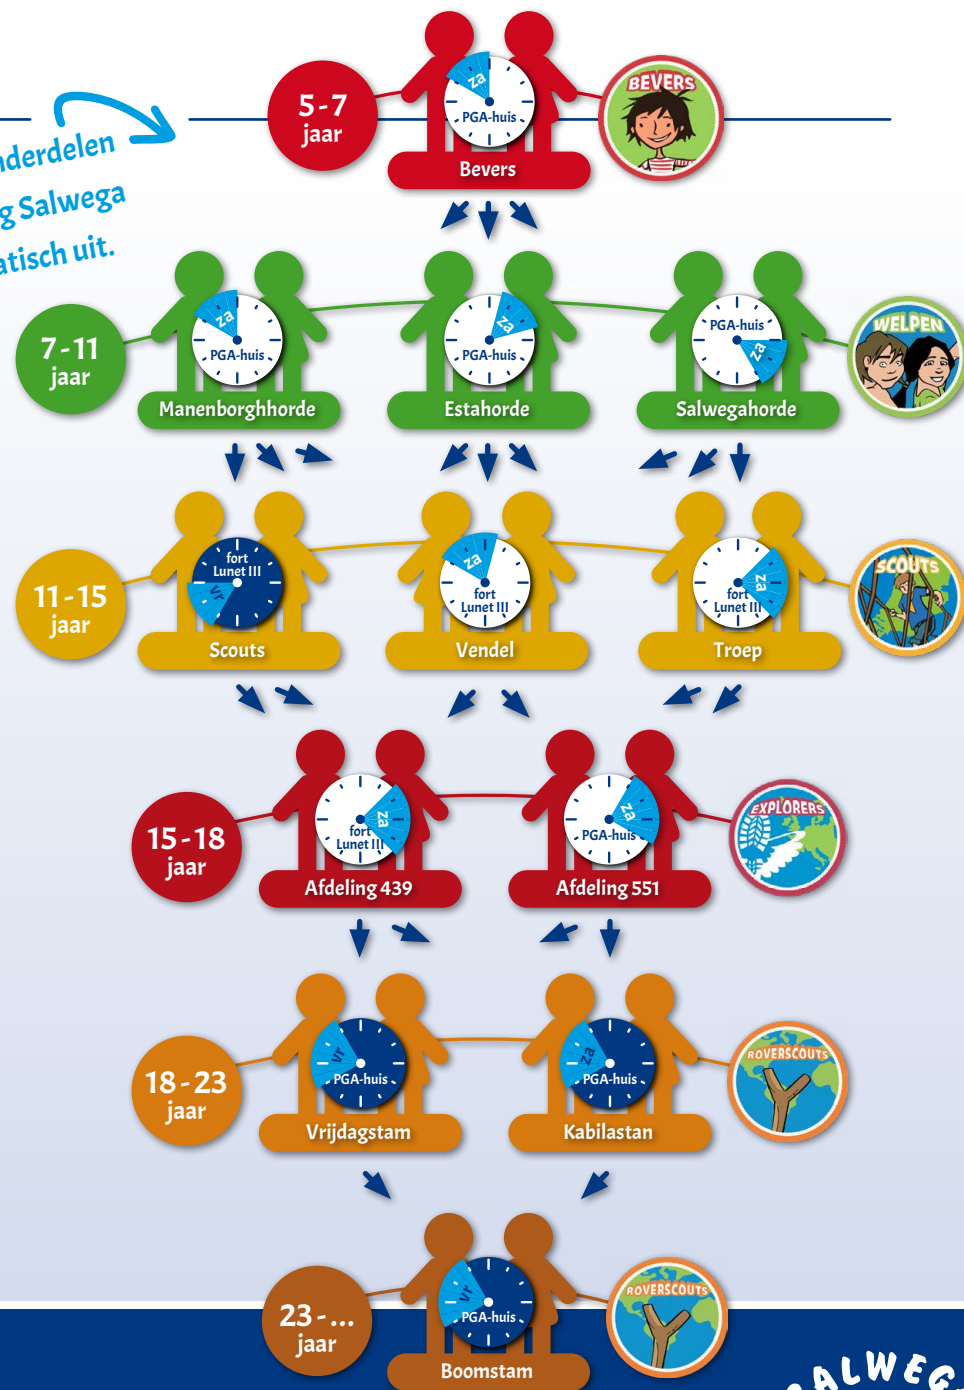 5 - 7
jaar
za
PGA-huis
Bevers
BEVERS
Salwega
uit.
7 - 11
jaar
za
PGA-huis
Manenborghhorde
za
PGA-huis
Estahorde
PGA-huis
za
Salwegahorde
WELPEN
11 - 15
jaar
fort
Lunet III
vr
Scouts
za
fort
Lunet III
Vendel
za
fort
Lunet III
Troep
SCOUTS
15 - 18
jaar
za
fort
Lunet III
Afdeling 439
za
PGA-huis
Afdeling 551
EXPLORERS
18 - 23
jaar
vr
PGA-huis
Vrijdagstam
za
PGA-huis
Kabilastan
ROVERSCOUTS
23 - ...
jaar
vr
PGA-huis
Boomstam
ROVERSCOUTS